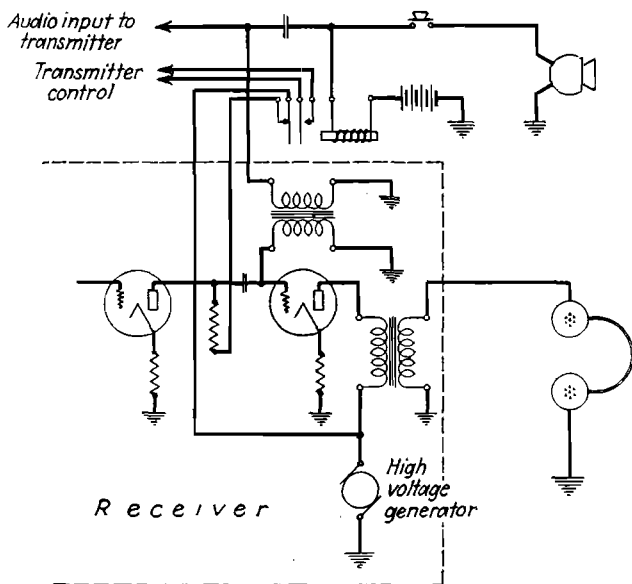 Audio input to
transmitter
Transmitter
control
High
voltage
generator
Receiver